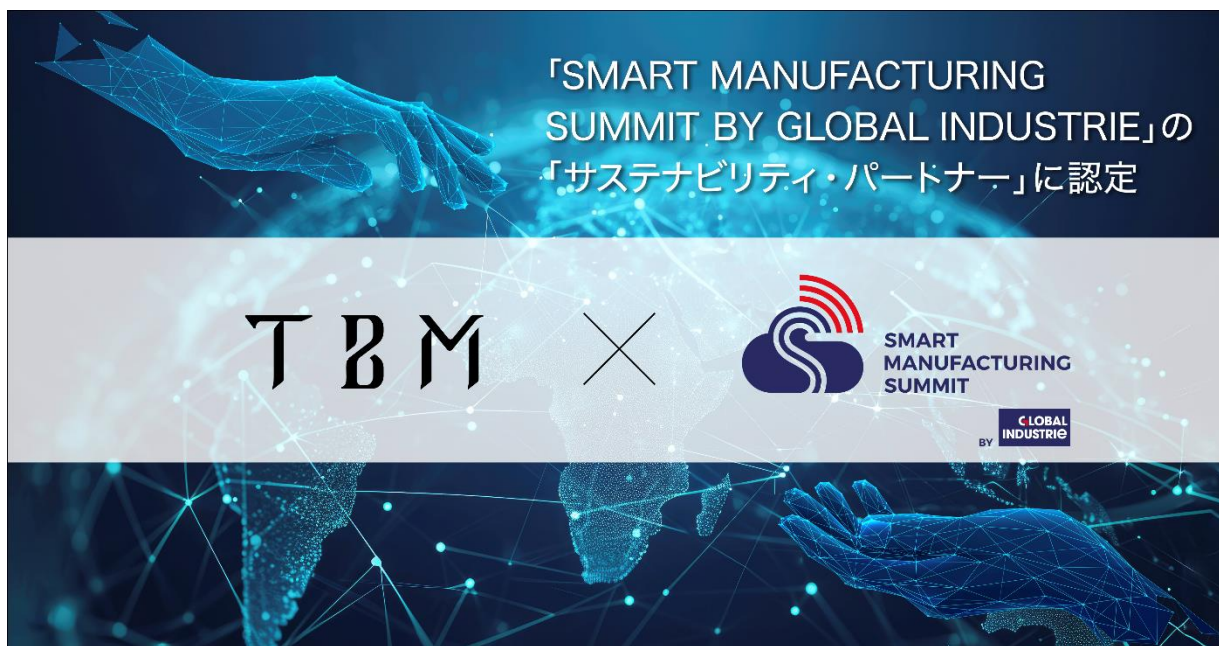 「SMART MANUFACTURING
SUMMIT BY GLOBAL INDUSTRIE」の
「サステナビリティ・パートナー」に認定
TBM
SMART
MANUFACTURING
SUMMIT
BY GLOBAL
INDUSTRIE